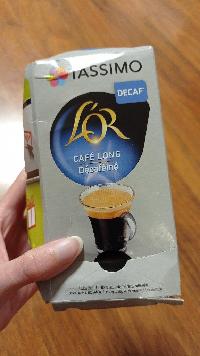 TASSIMO
DECAF'
L'OR
CAFÉ LONG
Décaféiné